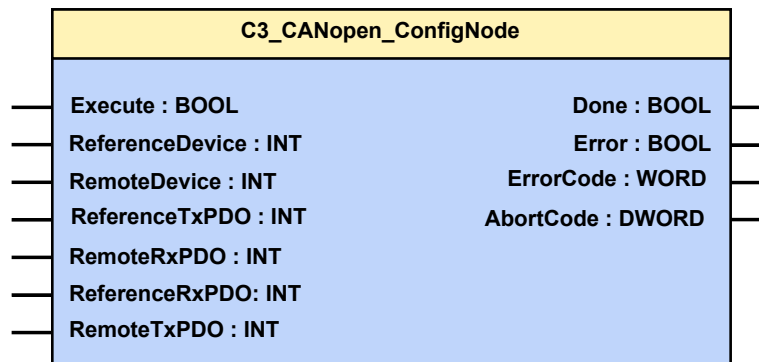 C3_CANopen_ConfigNode
Execute : BOOL Done : BOOL
ReferenceDevice : INT Error : BOOL
RemoteDevice : INT ErrorCode : WORD
ReferenceTxPDO : INT AbortCode : DWORD
RemoteRxPDO : INT
ReferenceRxPDO: INT
RemoteTxPDO : INT